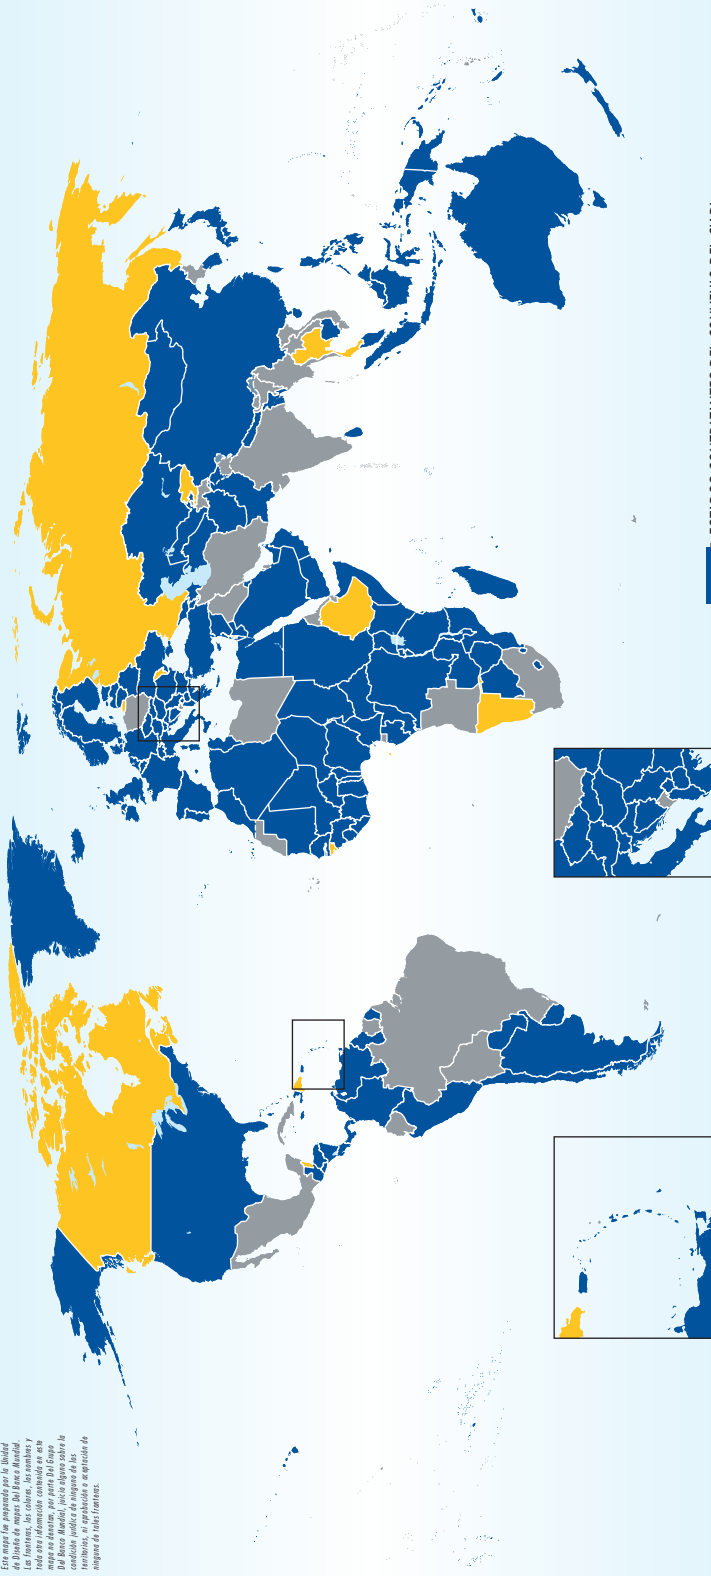 Este mapa fue preparado por la Unidad
de Diseño de mapas Del Banco Mundial.
Las fronteras, los colores, los nombres y
toda otra información contenida en este
mapa no denotan, por parte Del Grupo
Del Banco Mundial, juicio alguno sobre la
condición jurídica de ninguno de los
territorios, ni aprobación o aceptación de
ninguna de tales fronteras.